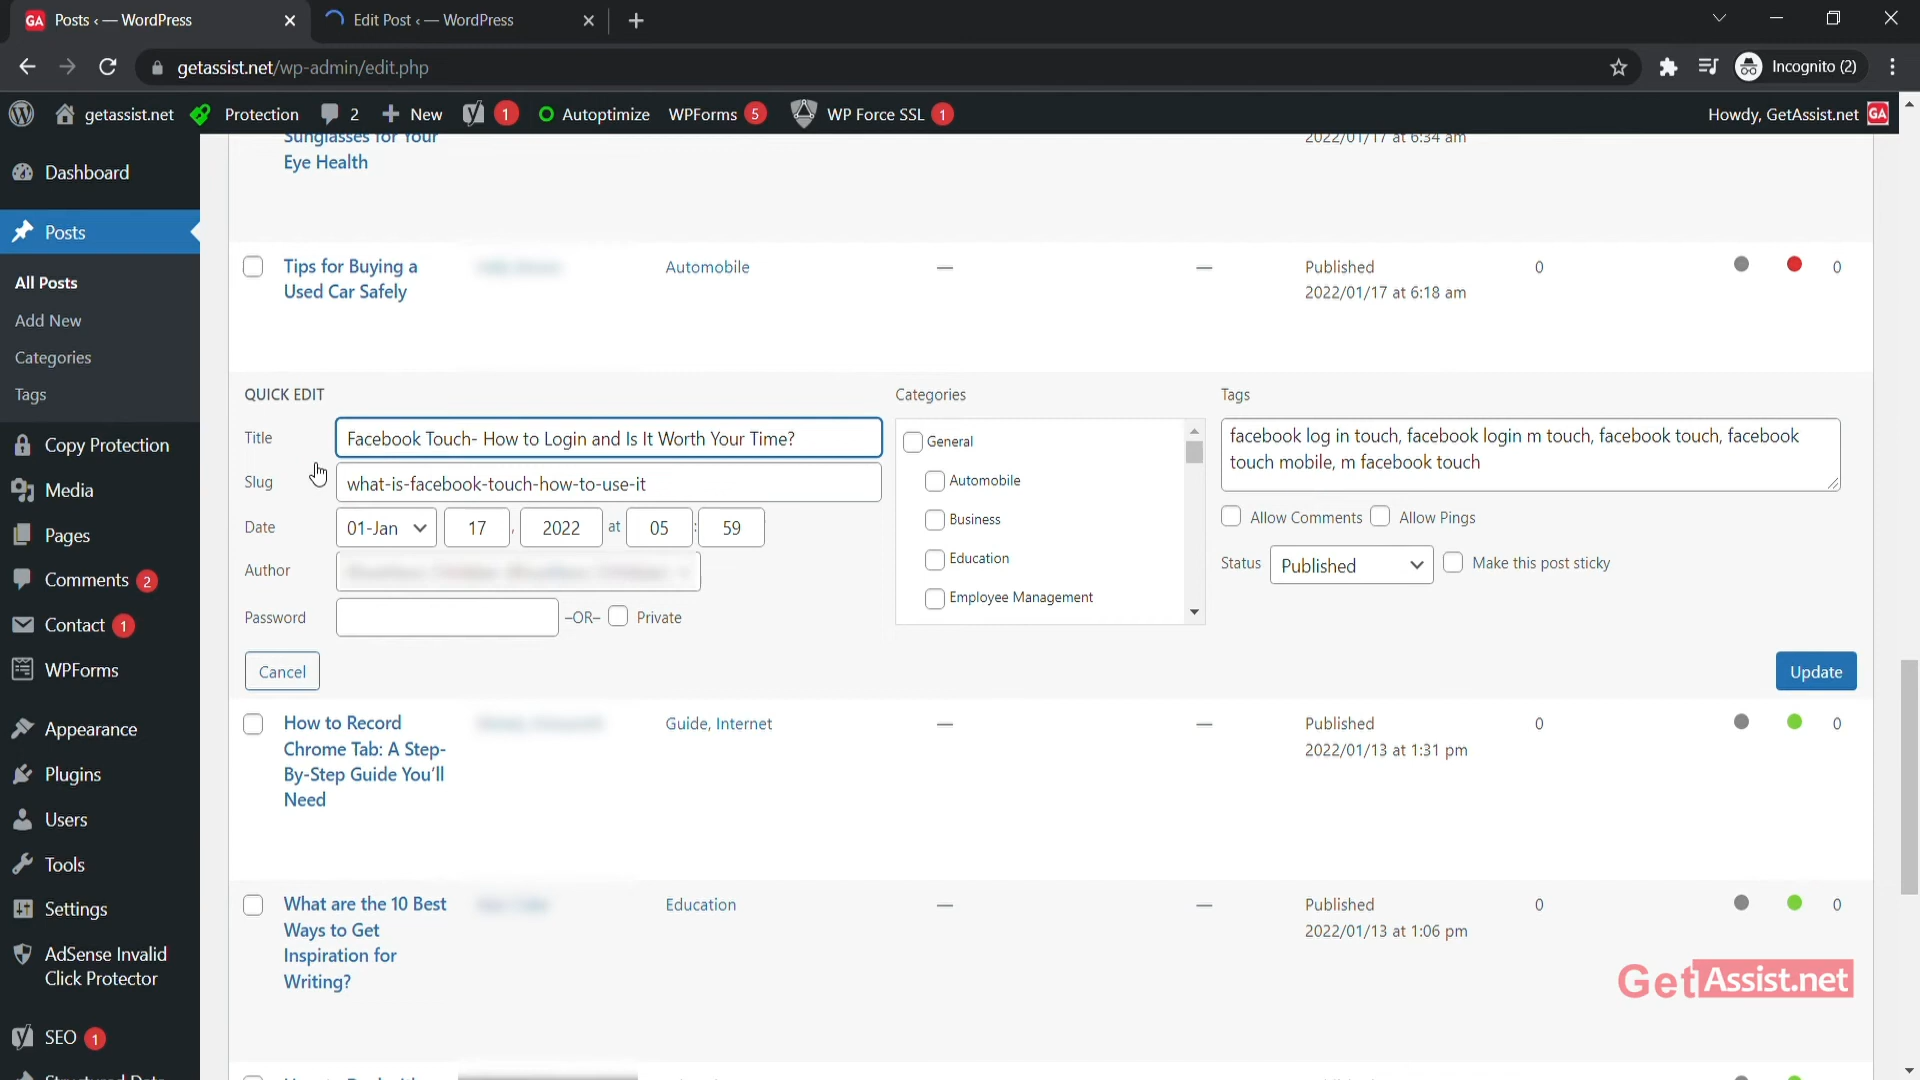 GA Posts ‹ — WordPress
Edit Post ‹ — WordPress
getassist.net/wp-admin/edit.php
Incognito (2)
getassist.net
Protection
2
New
1
Autoptimize
WPForms 5
WP Force SSL 1
Howdy, GetAssist.net GA
Dashboard
Posts
All Posts
Add New
Categories
Tags
Copy Protection
Media
Pages
Comments 2
Contact 1
WPForms
Appearance
Plugins
Users
Tools
Settings
AdSense Invalid
Click Protector
SEO 1
Structured Data
Sunglasses for Your
Eye Health
2022/01/17 at 6:34 am
Tips for Buying a
Used Car Safely
Automobile
—
—
Published
2022/01/17 at 6:18 am
0
0
QUICK EDIT
Title
Facebook Touch- How to Login and Is It Worth Your Time?
Slug
what-is-facebook-touch-how-to-use-it
Date
01-Jan 17 , 2022 at 05 : 59
Author
Password
–OR– Private
Categories
General
Automobile
Business
Education
Employee Management
Tags
facebook log in touch, facebook login m touch, facebook touch, facebook
touch mobile, m facebook touch
Allow Comments Allow Pings
Status Published Make this post sticky
Cancel
Update
How to Record
Chrome Tab: A Step-
By-Step Guide You'll
Need
Guide, Internet
—
—
Published
2022/01/13 at 1:31 pm
0
0
What are the 10 Best
Ways to Get
Inspiration for
Writing?
Education
—
—
Published
2022/01/13 at 1:06 pm
0
0
GetAssist.net